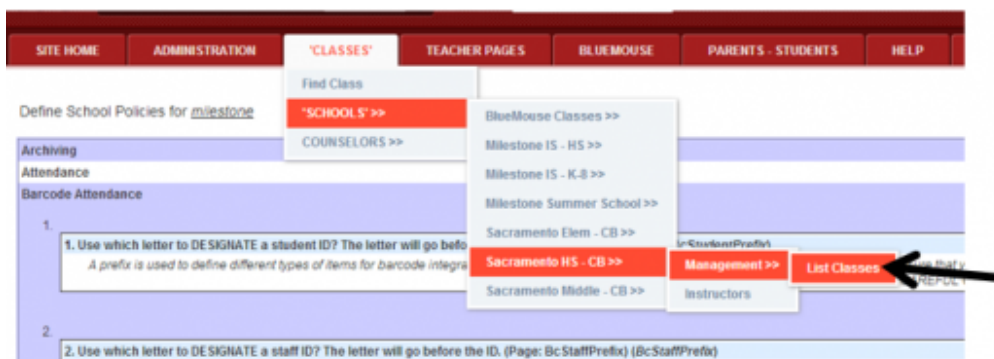 SITE HOME ADMINISTRATION 'CLASSES' TEACHER PAGES BLUEMOUSE PARENTS - STUDENTS HELP
Find Class
'SCHOOLS' >>
COUNSELORS >>
BlueMouse Classes >>
Milestone IS - HS >>
Milestone IS - K-8 >>
Milestone Summer School >>
Sacramento Elem - CB >>
Sacramento HS - CB >>
Sacramento Middle - CB >>
Management >>
Instructors
List Classes
Define School Policies for milestone
Archiving
Attendance
Barcode Attendance
1.
1. Use which letter to DESIGNATE a student ID? The letter will go befo
cStudentPrefix)
A prefix is used to define different types of items for barcode integra
that
2.
2. Use which letter to DESIGNATE a staff ID? The letter will go before the ID. (Page: BcStaffPrefix) (BcStaffPrefix)